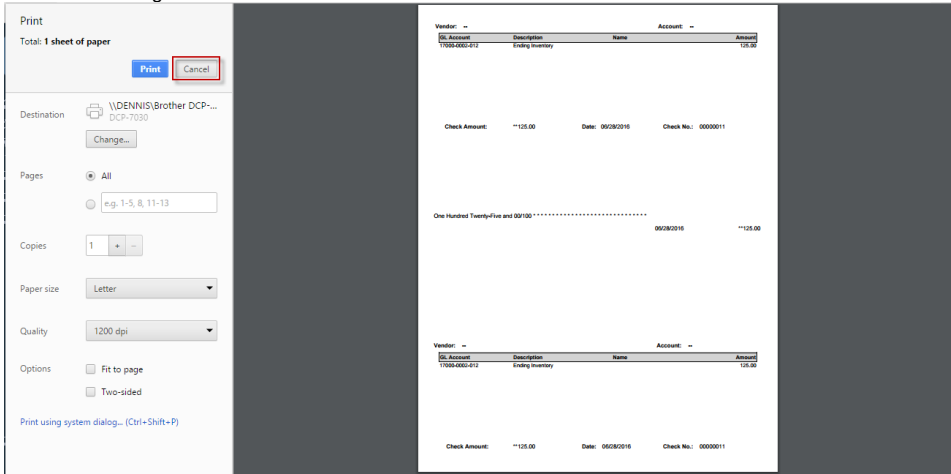 Print
Total: 1 sheet of paper
Print Cancel
Destination \\DENNIS\Brother DCP-...
DCP-7030
Change...
Pages All
e.g. 1-5, 8, 11-13
Copies 1 + -
Paper size Letter
Quality 1200 dpi
Options Fit to page
Two-sided
Print using system dialog... (Ctrl+Shift+P)
Vendor: -- Account: --
GL Account Description Name Amount
17000-0002-012 Ending Inventory 125.00
Check Amount: **125.00 Date: 06/28/2016 Check No.: 00000011
One Hundred Twenty-Five and 00/100 * * * * * * * * * * * * * * * * * * * * * * * * * * * * * *
06/28/2016 **125.00
Vendor: -- Account: --
GL Account Description Name Amount
17000-0002-012 Ending Inventory 125.00
Check Amount: **125.00 Date: 06/28/2016 Check No.: 00000011